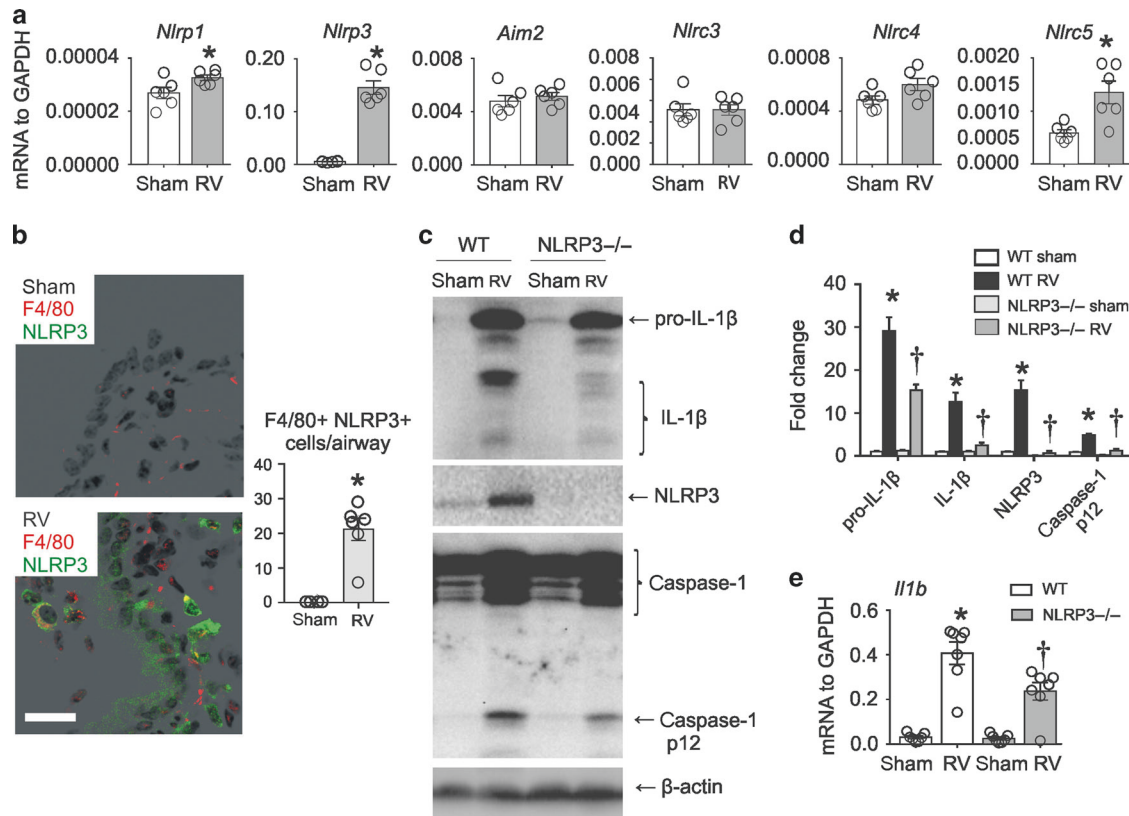 a
Nlrp1 Nlrp3 Aim2 Nlrc3 Nlrc4 Nlrc5
mRNA to GAPDH
0.00004
0.00002
0.00000
*
Sham RV
0.20
0.10
0.00
*
Sham RV
0.008
0.004
0.000
Sham RV
0.006
0.004
0.002
0.000
Sham RV
0.0008
0.0004
0.0000
Sham RV
0.0020
0.0015
0.0010
0.0005
0.0000
*
Sham RV
b
Sham
F4/80
NLRP3
RV
F4/80
NLRP3
F4/80+ NLRP3+
cells/airway
40
30
20
10
0
*
Sham RV
c
WT NLRP3–/–
Sham RV Sham RV
← pro-IL-1β
IL-1β
← NLRP3
Caspase-1
← Caspase-1
p12
← β-actin
d
WT sham
WT RV
NLRP3–/– sham
NLRP3–/– RV
Fold change
40
30
20
10
0
* † * † * † * †
pro-IL-1β
IL-1β
NLRP3
Caspase-1
p12
e
Il1b
WT
NLRP3–/–
mRNA to GAPDH
0.6
0.4
0.2
0.0
* †
Sham RV Sham RV